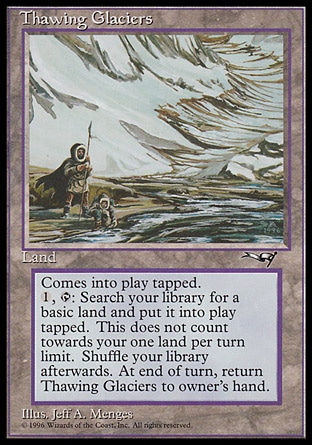 Thawing Glaciers
1996
Land
Comes into play tapped.
1, : Search your library for a
basic land and put it into play
tapped. This does not count
towards your one land per turn
limit. Shuffle your library
afterwards. At end of turn, return
Thawing Glaciers to owner's hand.
Illus. Jeff A. Menges
© 1996 Wizards of the Coast, Inc. All rights reserved.